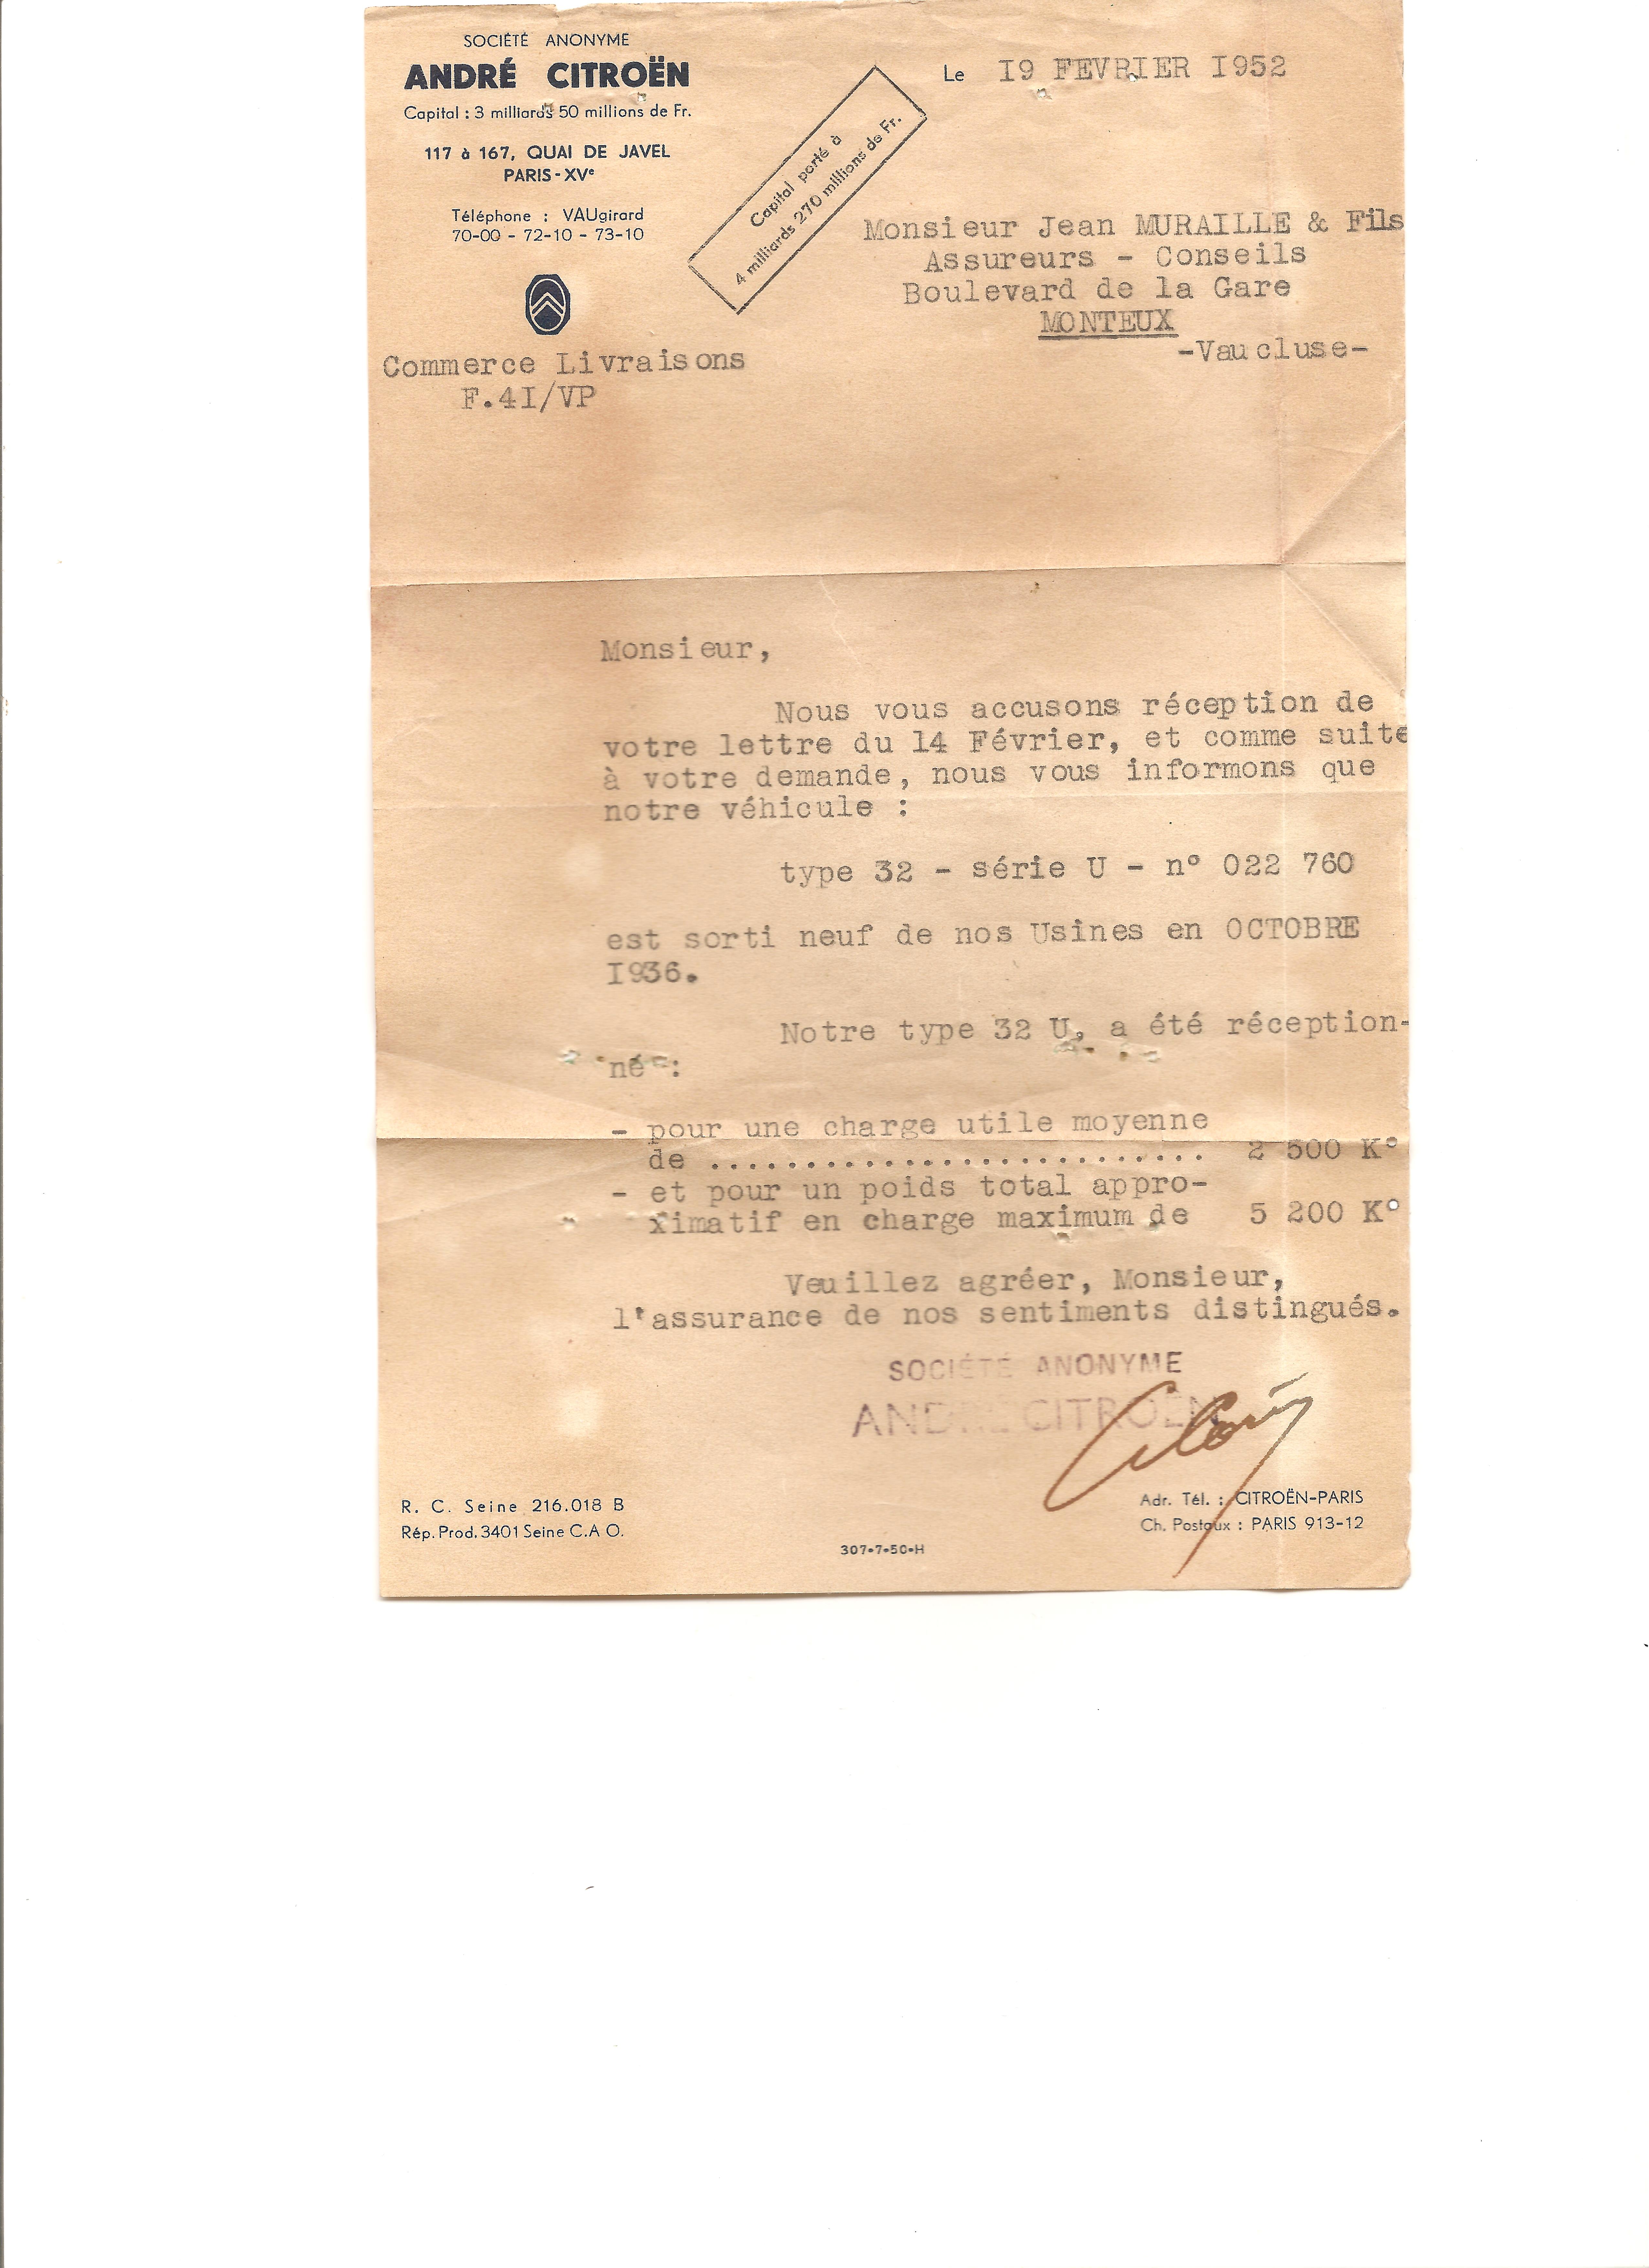 SOCIÉTÉ ANONYME
ANDRÉ CITROËN
Capital : 3 milliards 50 millions de Fr.
117 à 167, QUAI DE JAVEL
PARIS - XVe
Téléphone : VAUgirard
70-00 - 72-10 - 73-10
Commerce Livraisons
F.4I/VP
Capital porté à
4 milliards 270 millions de Fr.
Le I9 FEVRIER I952
Monsieur Jean MURAILLE & Fils
Assureurs - Conseils
Boulevard de la Gare
MONTEUX
-Vaucluse-
Monsieur,
Nous vous accusons réception de
votre lettre du 14 Février, et comme suite
à votre demande, nous vous informons que
notre véhicule :
type 32 - série U - n° 022 760
est sorti neuf de nos Usines en OCTOBRE
I936.
Notre type 32 U, a été réception-
né :
- pour une charge utile moyenne
de .......................... 2 500 K°
- et pour un poids total appro-
ximatif en charge maximum de 5 200 K°
Veuillez agréer, Monsieur,
l'assurance de nos sentiments distingués.
SOCIÉTÉ ANONYME
ANDRÉ CITROËN
R. C. Seine 216.018 B
Rép. Prod. 3401 Seine C.A O.
307-7-50-H
Adr. Tél. : CITROËN-PARIS
Ch. Postaux : PARIS 913-12